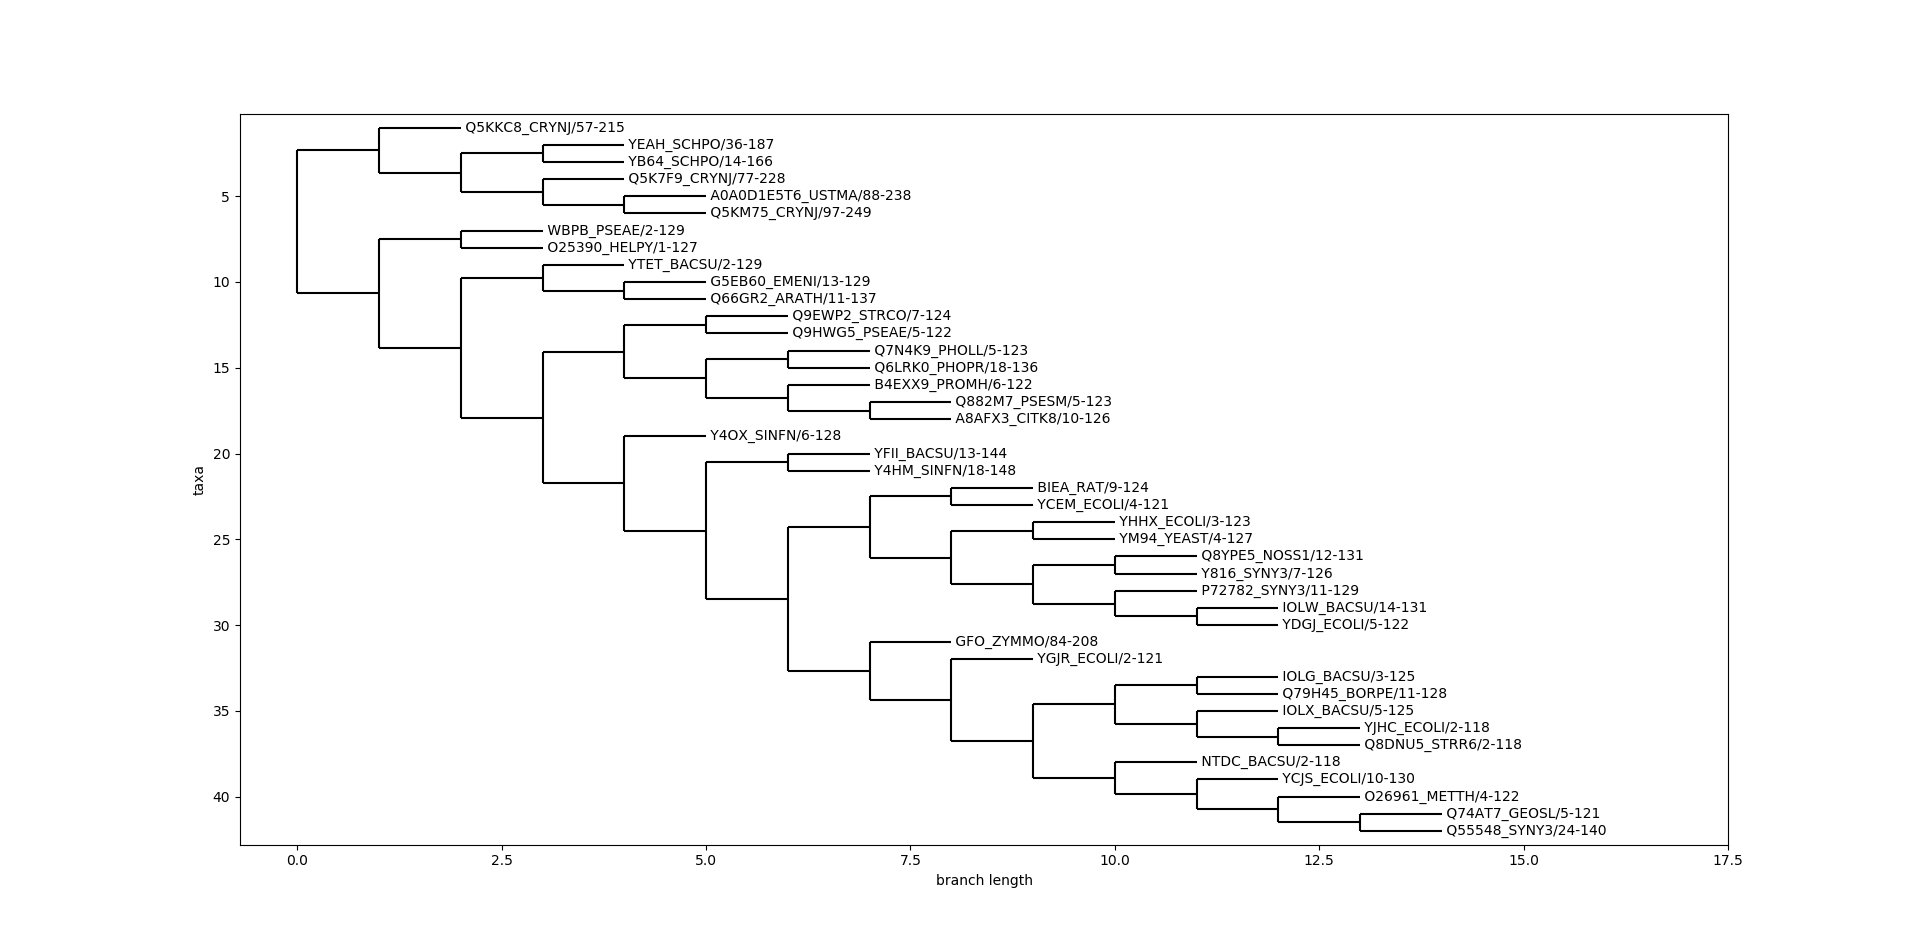 Q5KKC8_CRYNJ/57-215
YEAH_SCHPO/36-187
YB64_SCHPO/14-166
Q5K7F9_CRYNJ/77-228
5
A0A0D1E5T6_USTMA/88-238
Q5KM75_CRYNJ/97-249
WBPB_PSEAE/2-129
O25390_HELPY/1-127
YTET_BACSU/2-129
10
G5EB60_EMENI/13-129
Q66GR2_ARATH/11-137
Q9EWP2_STRCO/7-124
Q9HWG5_PSEAE/5-122
Q7N4K9_PHOLL/5-123
15
Q6LRK0_PHOPR/18-136
B4EXX9_PROMH/6-122
Q882M7_PSESM/5-123
A8AFX3_CITK8/10-126
Y4OX_SINFN/6-128
20
YFII_BACSU/13-144
Y4HM_SINFN/18-148
taxa
BIEA_RAT/9-124
YCEM_ECOLI/4-121
YHHX_ECOLI/3-123
25
YM94_YEAST/4-127
Q8YPE5_NOSS1/12-131
Y816_SYNY3/7-126
P72782_SYNY3/11-129
IOLW_BACSU/14-131
30
YDGJ_ECOLI/5-122
GFO_ZYMMO/84-208
YGJR_ECOLI/2-121
IOLG_BACSU/3-125
Q79H45_BORPE/11-128
35
IOLX_BACSU/5-125
YJHC_ECOLI/2-118
Q8DNU5_STRR6/2-118
NTDC_BACSU/2-118
YCJS_ECOLI/10-130
40
O26961_METTH/4-122
Q74AT7_GEOSL/5-121
Q55548_SYNY3/24-140
0.0 2.5 5.0 7.5 10.0 12.5 15.0 17.5
branch length